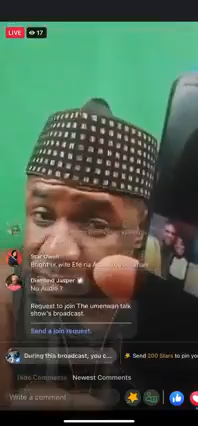 LIVE 17
Star Owen
Diamond Jasper
No Audio ?
Request to join The umenwan talk
show's broadcast.
Send a join request.
During this broadcast, you c...
Send 200 Stars to pin yo
Hide Comments Newest Comments
Write a comment